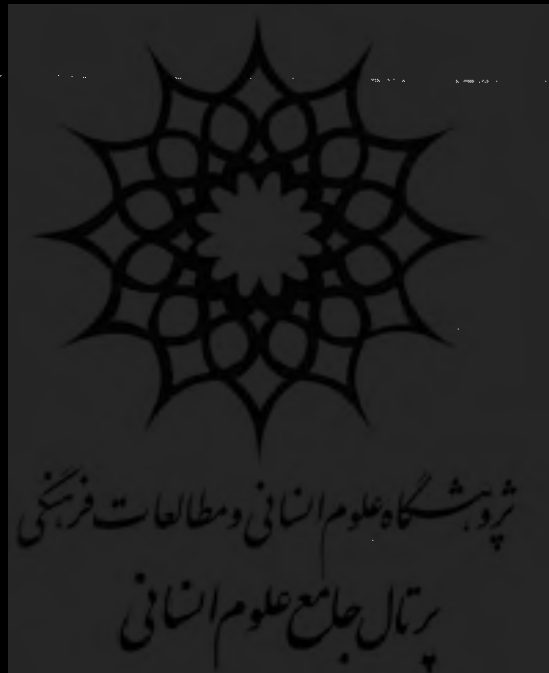 پژوهشگاه علوم انسانی و مطالعات فرهنگی
پرتال جامع علوم انسانی